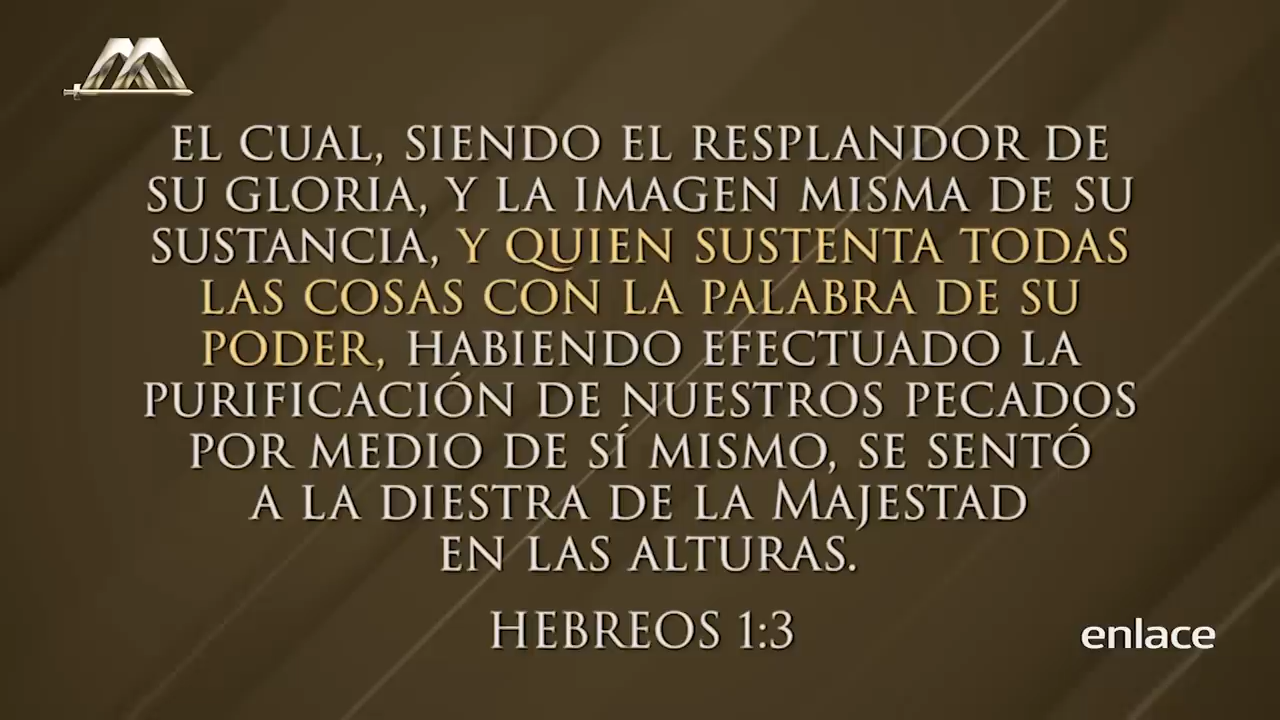 EL CUAL, SIENDO EL RESPLANDOR DE
SU GLORIA, Y LA IMAGEN MISMA DE SU
SUSTANCIA, Y QUIEN SUSTENTA TODAS
LAS COSAS CON LA PALABRA DE SU
PODER, HABIENDO EFECTUADO LA
PURIFICACIÓN DE NUESTROS PECADOS
POR MEDIO DE SÍ MISMO, SE SENTÓ
A LA DIESTRA DE LA MAJESTAD
EN LAS ALTURAS.
HEBREOS 1:3
enlace